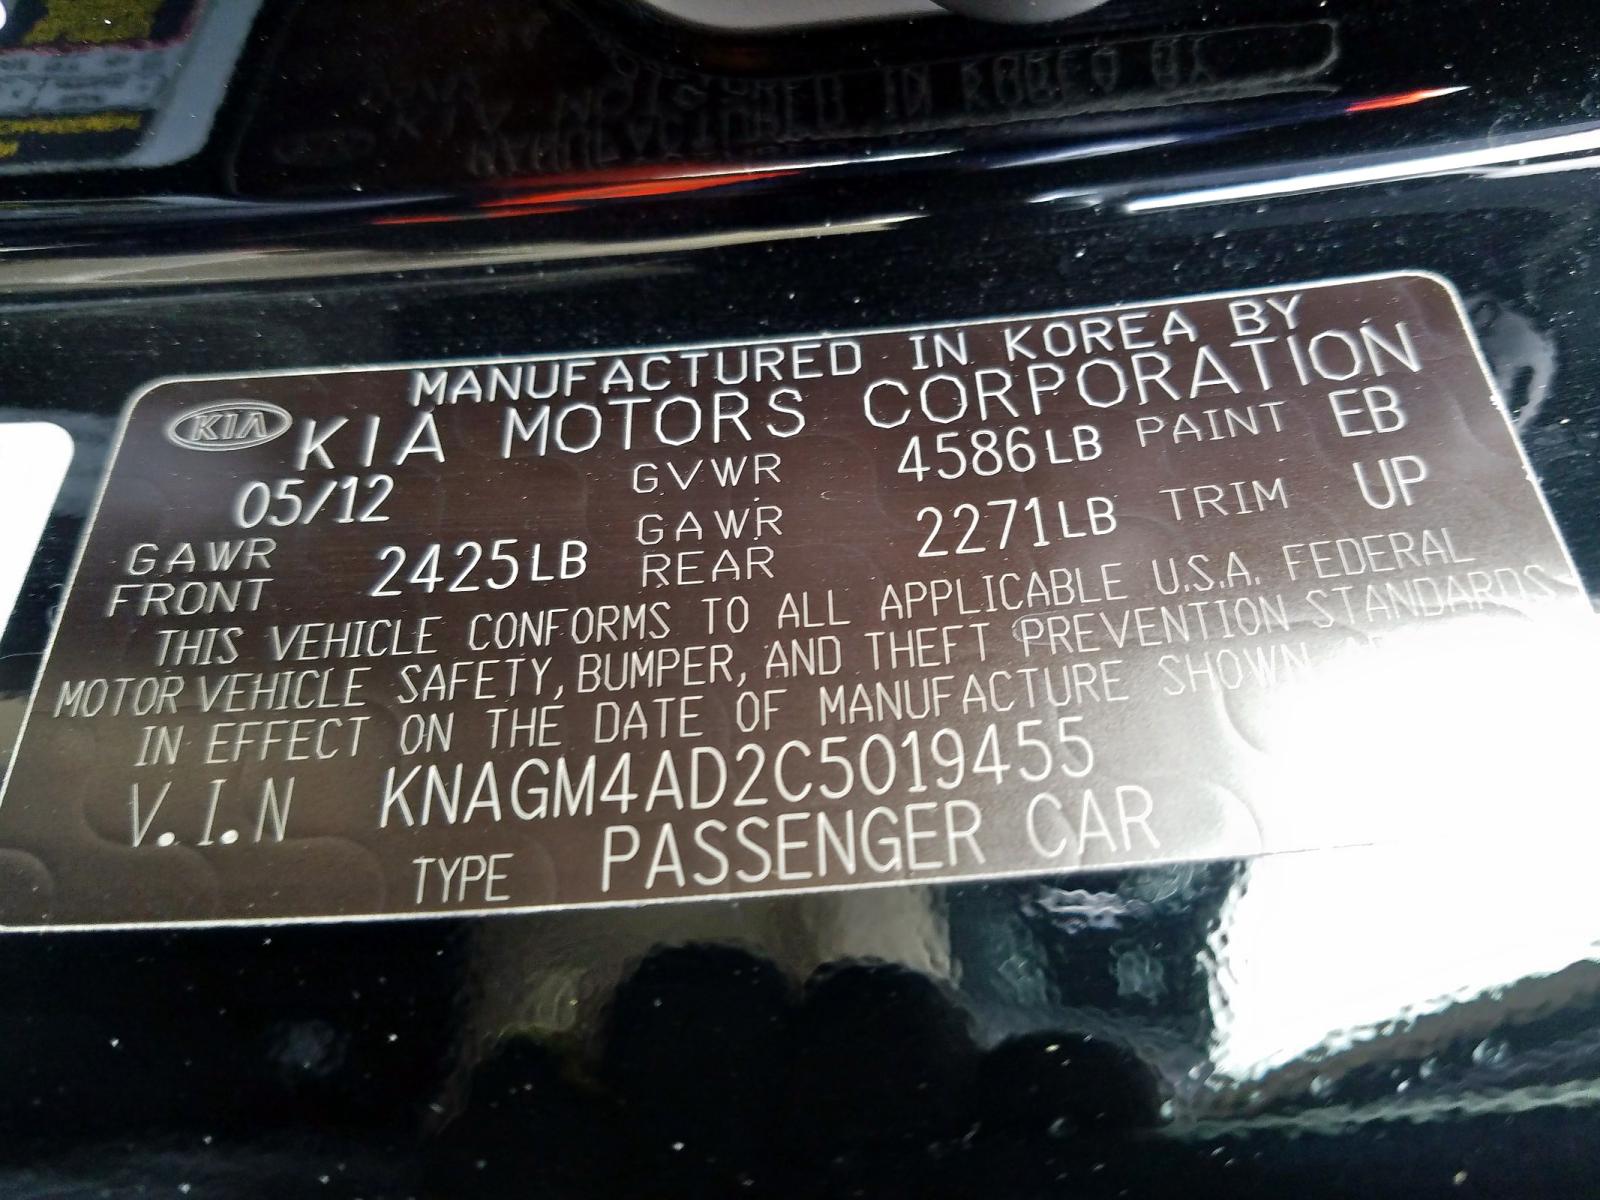 MANUFACTURED IN KOREA BY
KIA KIA MOTORS CORPORATION
05/12 GVWR 4586LB PAINT EB
GAWR FRONT 2425LB GAWR REAR 2271LB TRIM UP
THIS VEHICLE CONFORMS TO ALL APPLICABLE U.S.A. FEDERAL
MOTOR VEHICLE SAFETY, BUMPER, AND THEFT PREVENTION STANDARDS
IN EFFECT ON THE DATE OF MANUFACTURE SHOWN
V.I.N KNAGM4AD2C5019455
TYPE PASSENGER CAR